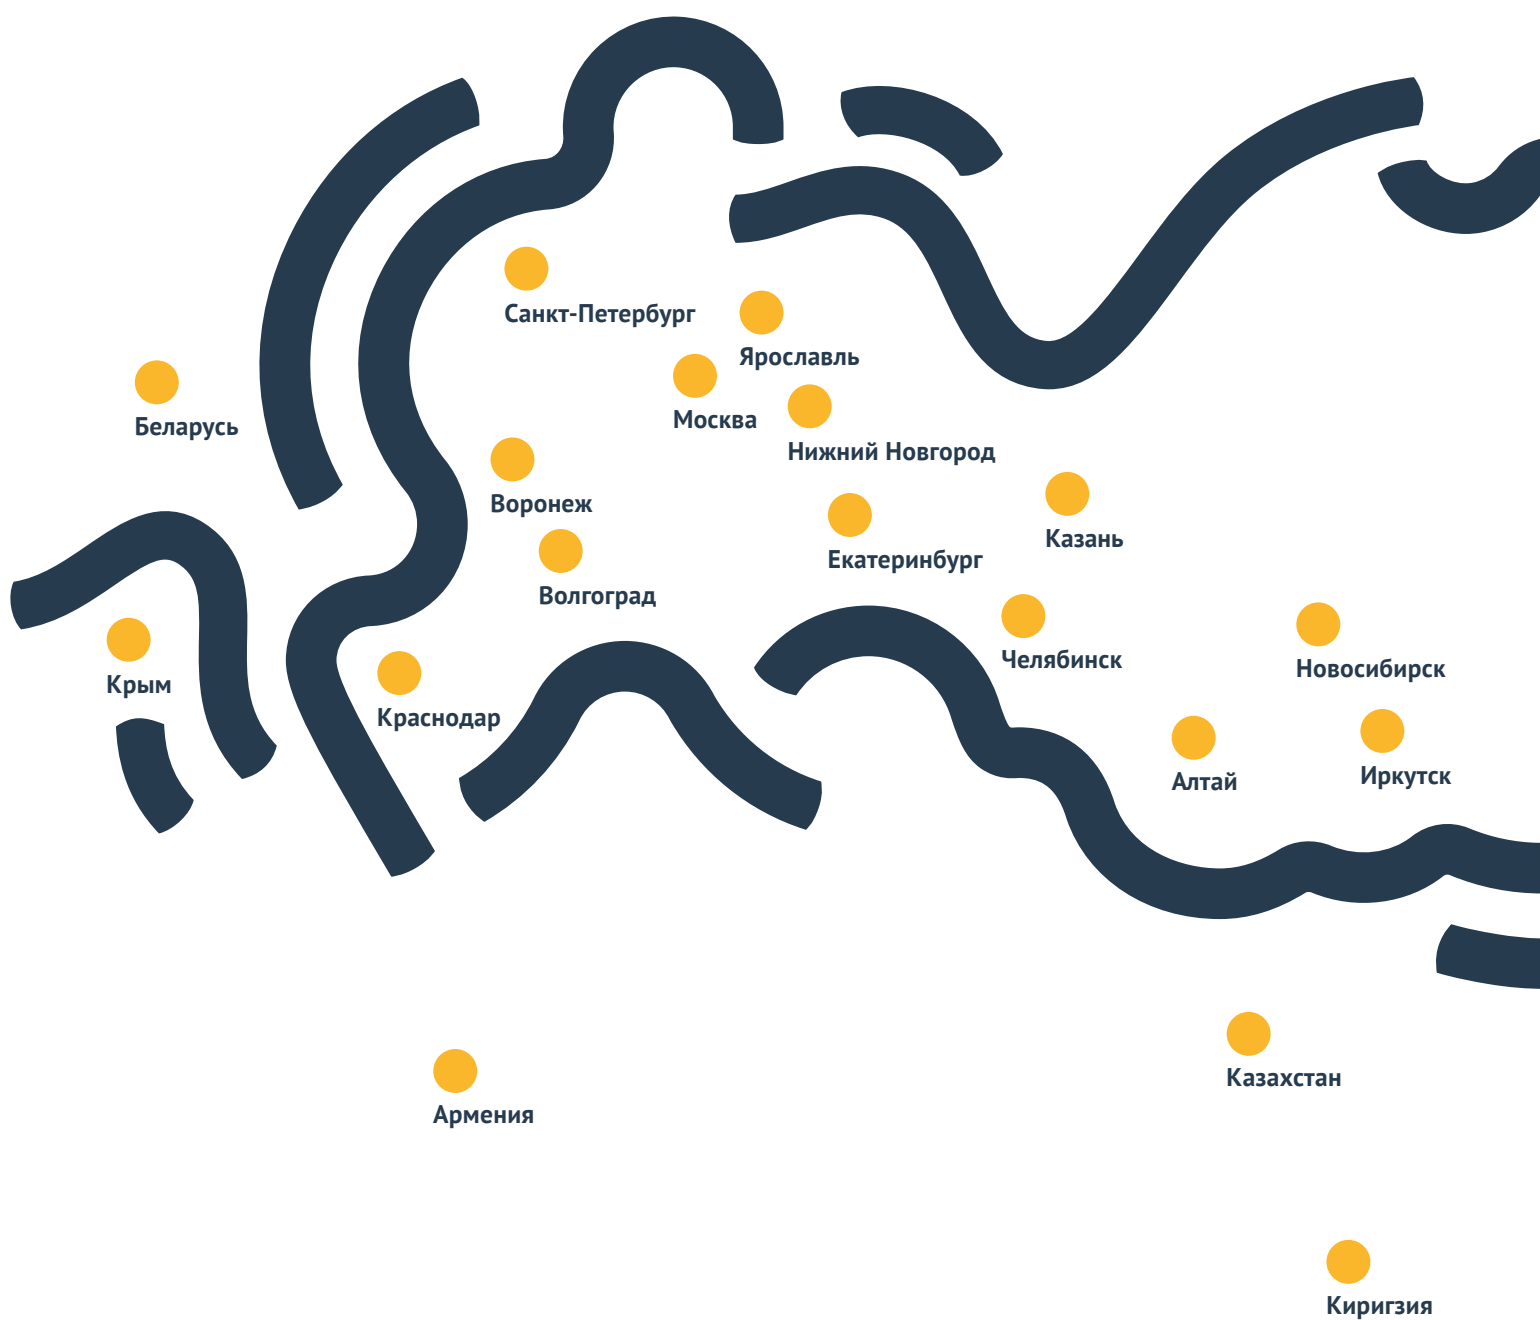 Санкт-Петербург
Ярославль
Беларусь
Москва
Нижний Новгород
Воронеж
Казань
Екатеринбург
Волгоград
Челябинск
Новосибирск
Крым
Краснодар
Иркутск
Алтай
Казахстан
Армения
Киригзия